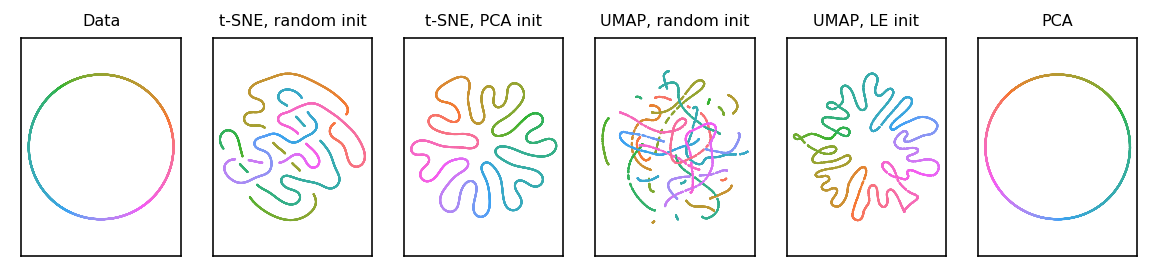 Data
t-SNE, random init
t-SNE, PCA init
UMAP, random init
UMAP, LE init
PCA